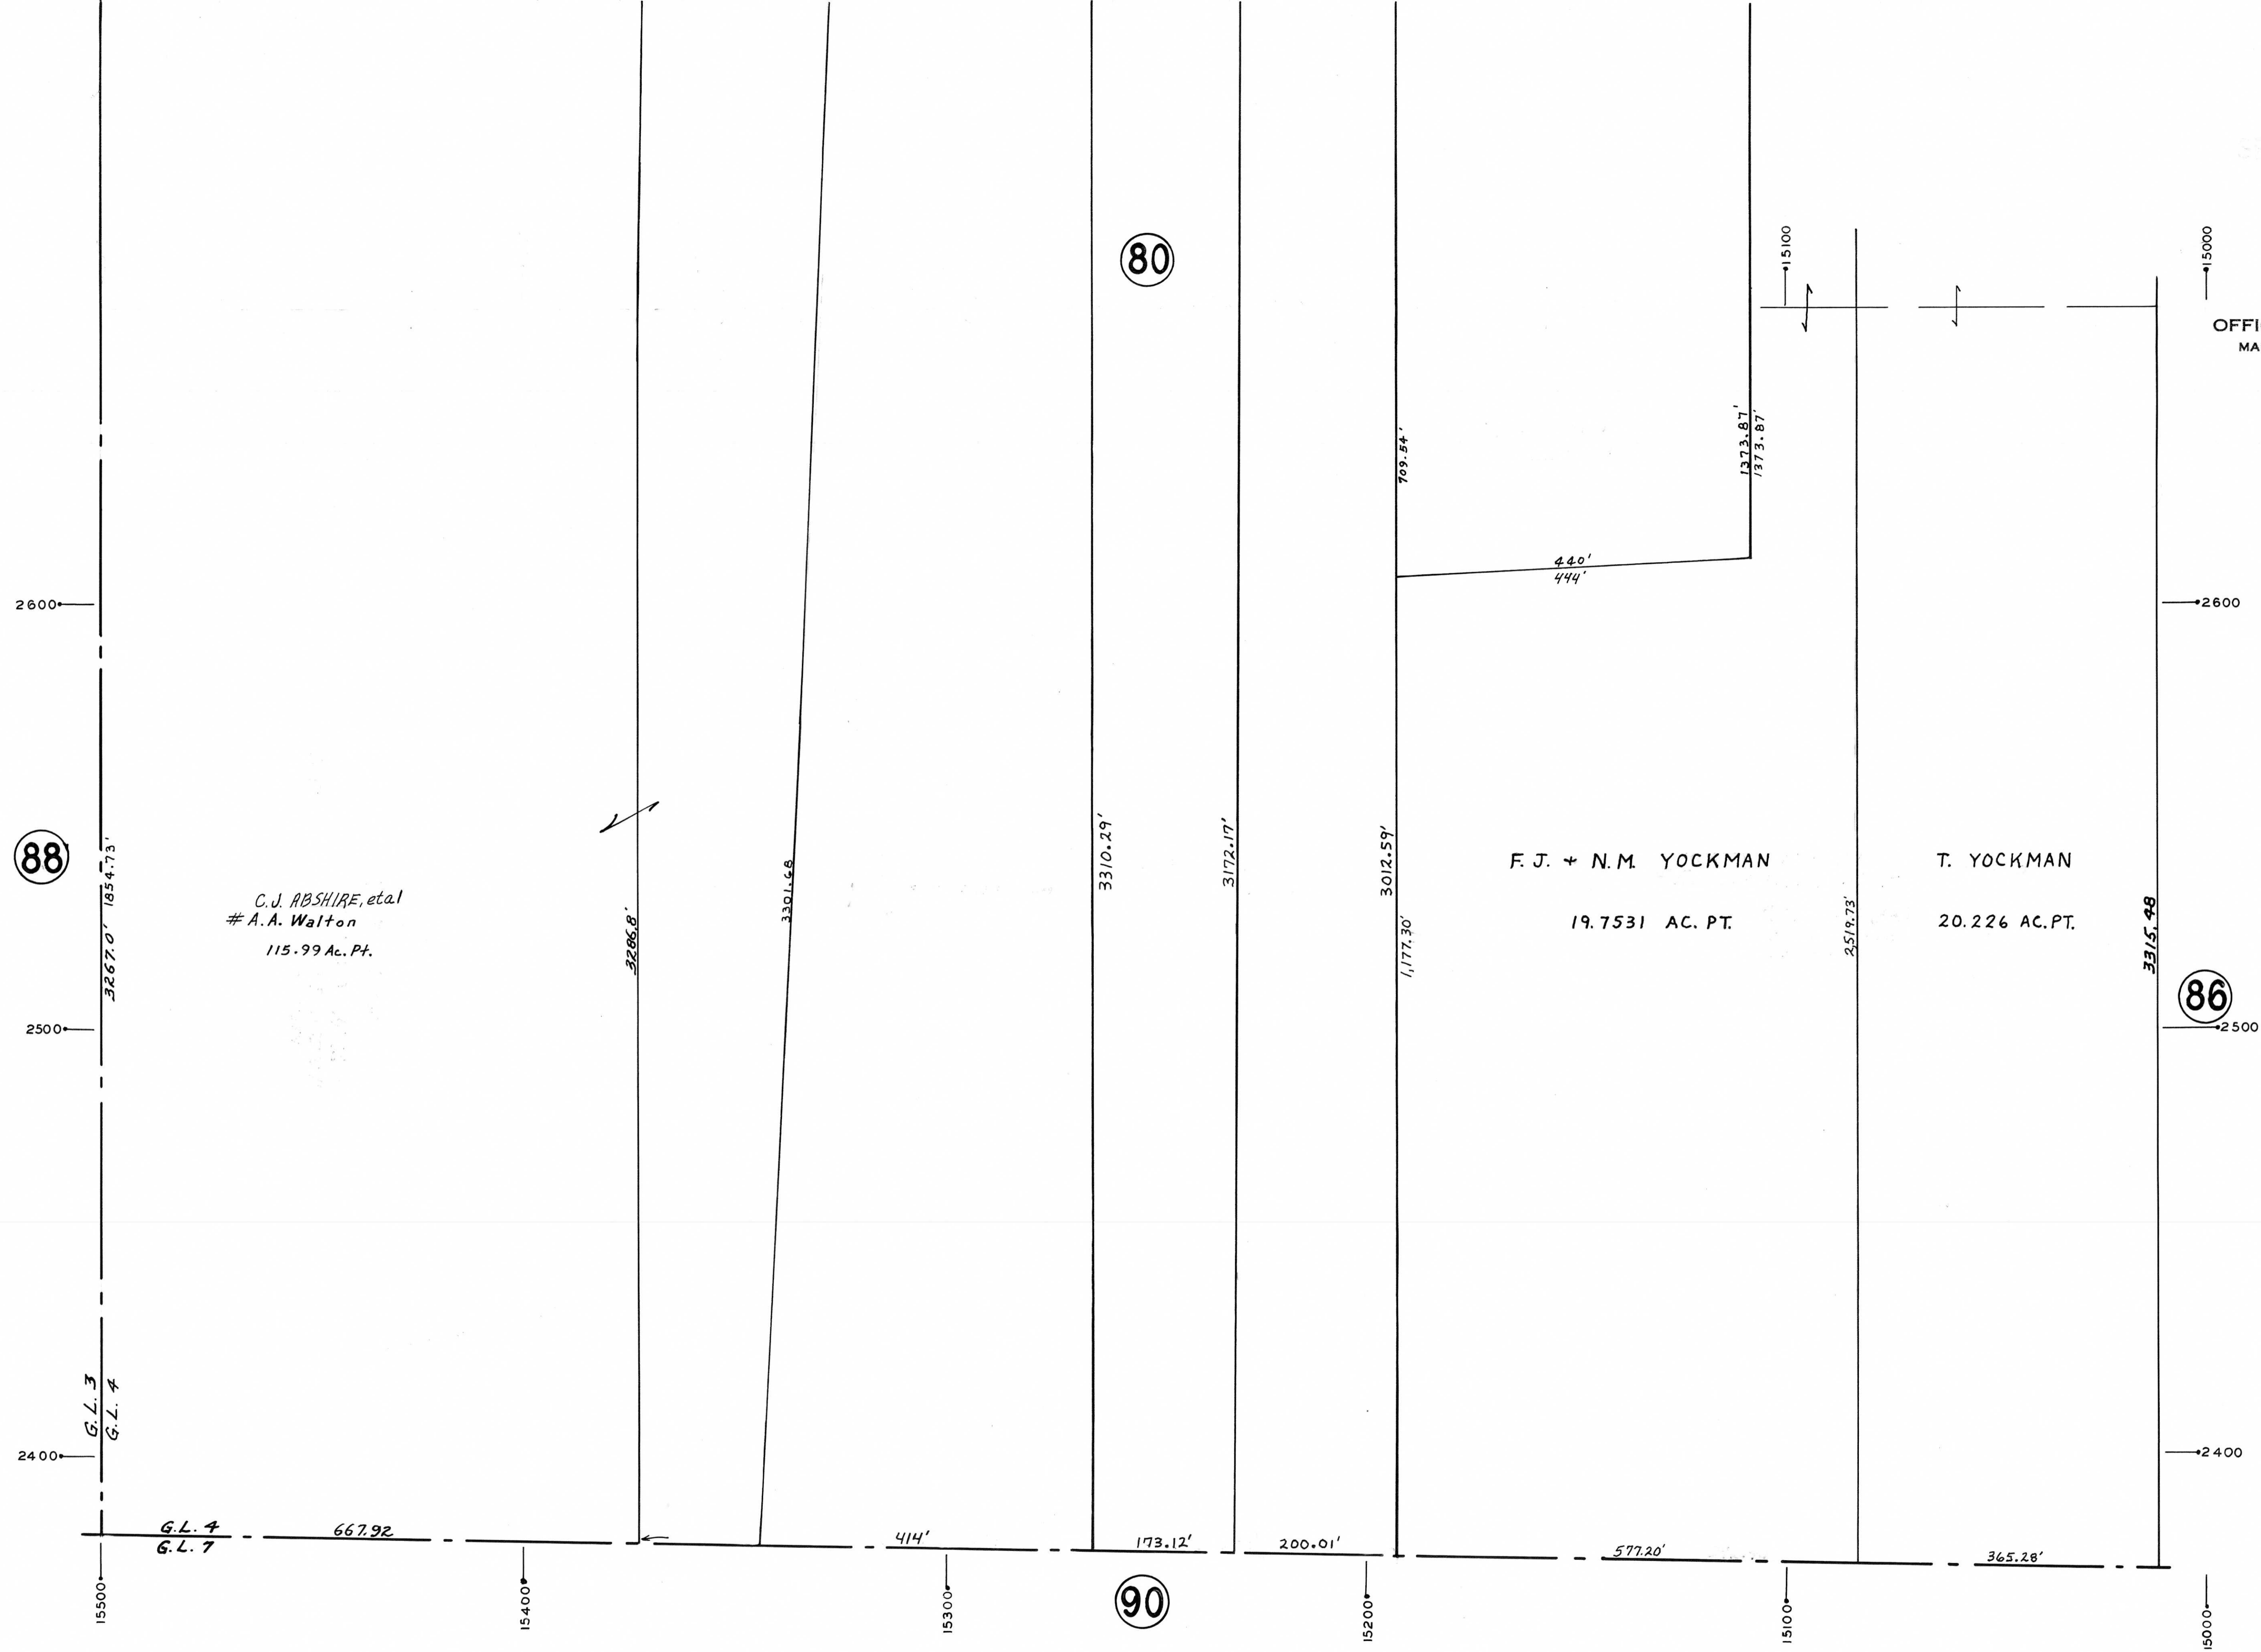 80
15100
15000
OFFI
MA
1373.87'
1373.87'
709.54'
440'
444'
2600
2600
88
3267.0' 1854.73'
C.J. ABSHIRE, etal
# A.A. Walton
115.99 Ac. Pt.
3286.8'
3301.68
3310.29'
3172.17'
3012.59'
1,177.30'
F. J. + N.M. YOCKMAN
19.7531 AC. PT.
2,519.73'
T. YOCKMAN
20.226 AC. PT.
3315.48
86
2500
2500
G.L. 3
G.L. 4
2400
2400
G.L. 4
G.L. 7
667.92
414'
173.12'
200.01'
577.20'
365.28'
90
15500
15400
15300
15200
15100
15000